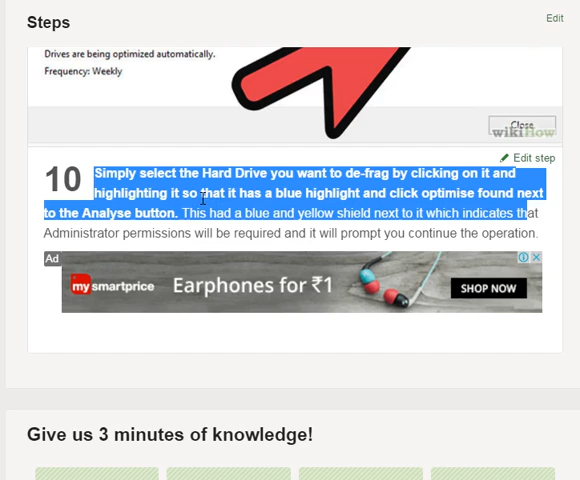 Steps
Edit
Drives are being optimized automatically.
Frequency: Weekly
Close
wikiHow
Edit step
10 Simply select the Hard Drive you want to de-frag by clicking on it and
highlighting it so that it has a blue highlight and click optimise found next
to the Analyse button. This had a blue and yellow shield next to it which indicates that
Administrator permissions will be required and it will prompt you continue the operation.
Ad
my smartprice Earphones for ₹1 SHOP NOW
Give us 3 minutes of knowledge!